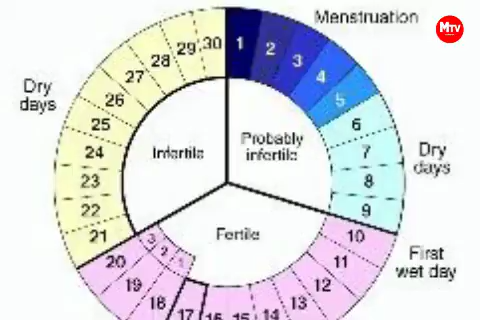 Menstruation
MTV
Dry
days
Dry
days
First
wet day
Infertile
Probably
infertile
Fertile
1
2
3
4
5
6
7
8
9
10
11
12
13
14
15
16
17
18
19
20
21
22
23
24
25
26
27
28
29
30
1
2
3